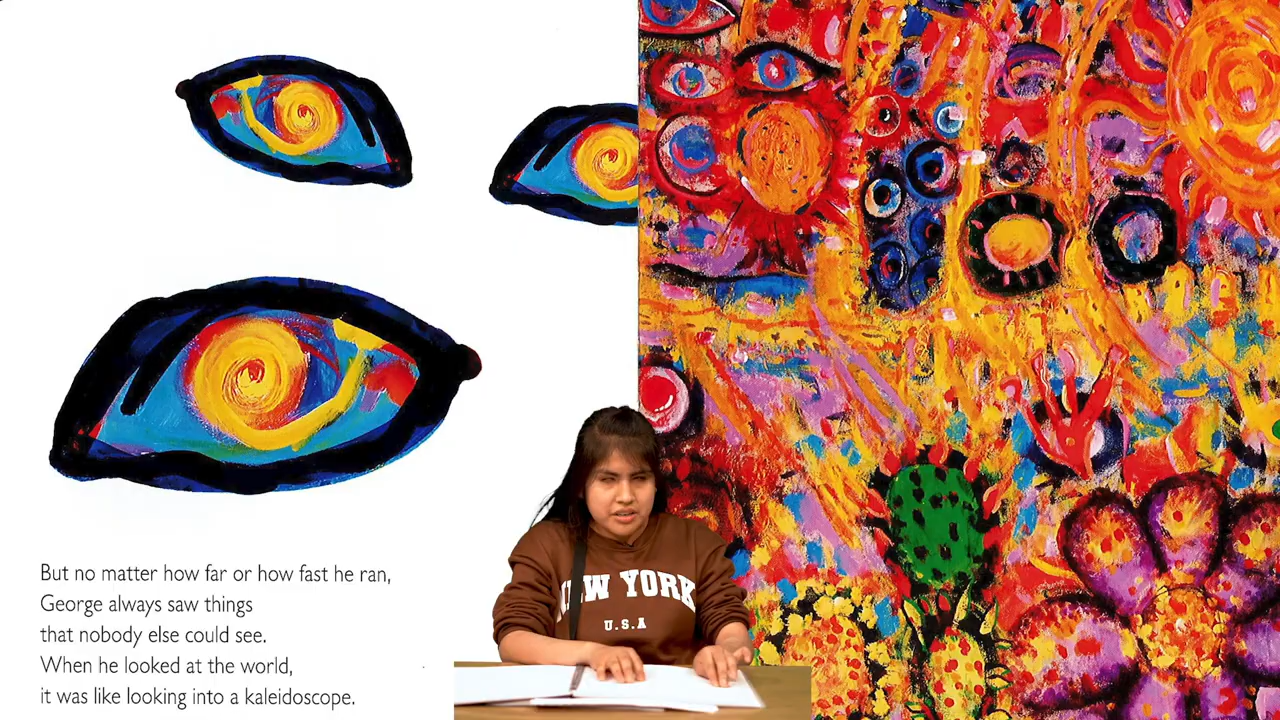 But no matter how far or how fast he ran,
George always saw things
that nobody else could see.
When he looked at the world,
it was like looking into a kaleidoscope.
NEW YORK
U.S.A